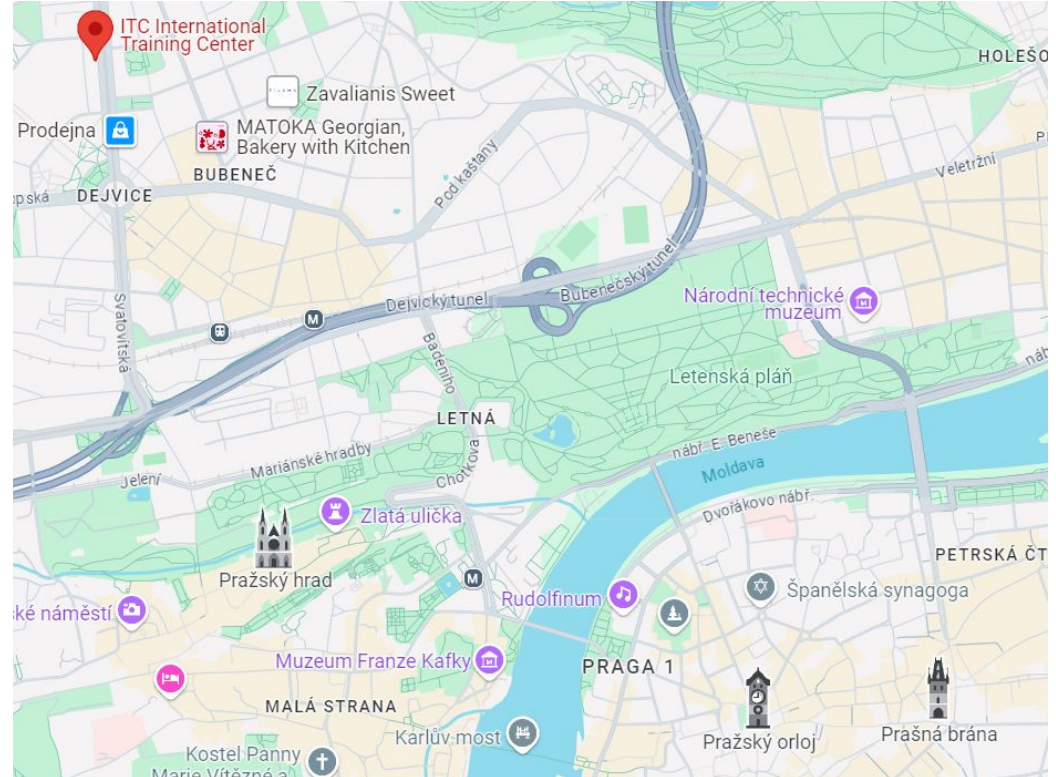 ITC International
Training Center
HOLEŠO
Zavalianis Sweet
Prodejna
MATOKA Georgian,
Bakery with Kitchen
BUBENEČ
Pod kaštany
Veletržní
DEJVICE
Svatovítská
Dejvický tunel
M
Bubenečský tunel
Národní technické
muzeum
Badeniho
Letenská pláň
LETNÁ
Mariánské hradby
Jelení
Chotkova
nábř. E. Beneše
Moldava
Dvořákovo nábř.
Zlatá ulička
Pražský hrad
M
PETRSKÁ ČT
Rudolfinum
Španělská synagoga
ké náměstí
Muzeum Franze Kafky
PRAGA 1
MALÁ STRANA
Karlův most
Pražský orloj
Prašná brána
Kostel Panny
Marie Vítězné a